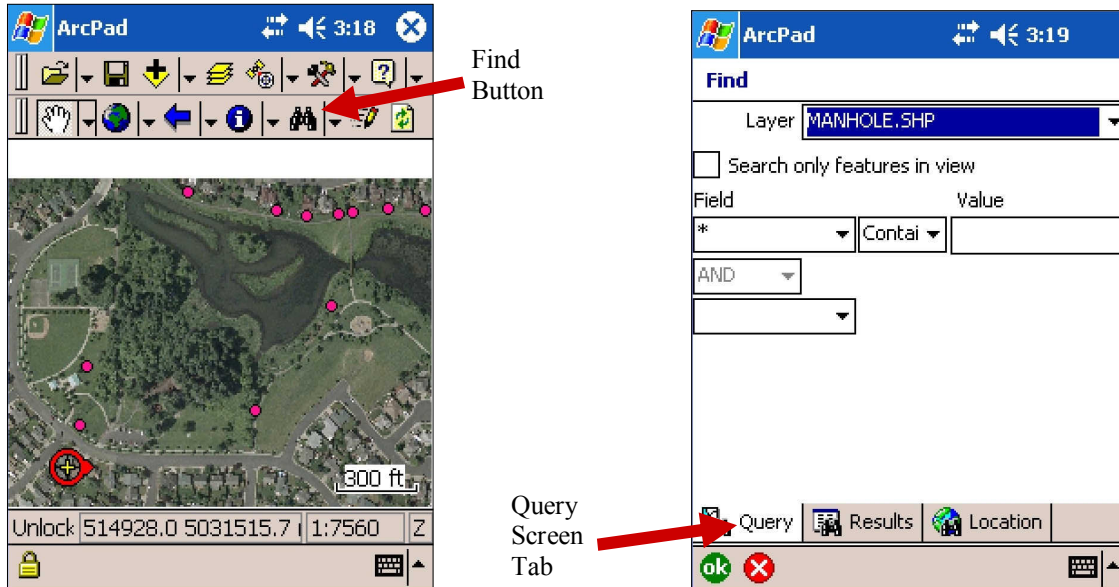 ArcPad 3:18
Find
Button
300 ft
Unlock 514928.0 5031515.7 1:7560 Z
ArcPad 3:19
Find
Layer MANHOLE.SHP
Search only features in view
Field Value
* Contai
AND
Query
Screen
Tab
Query Results Location
ok